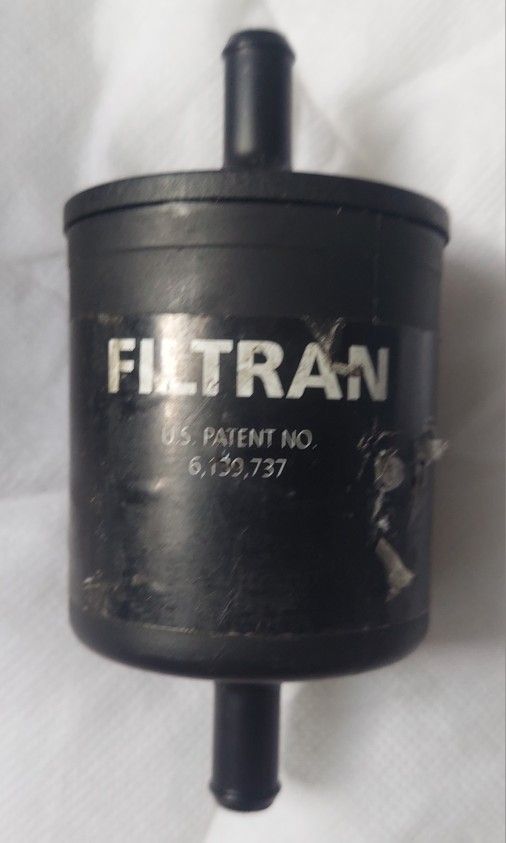 FILTRAN
U.S. PATENT NO.
6,139,737